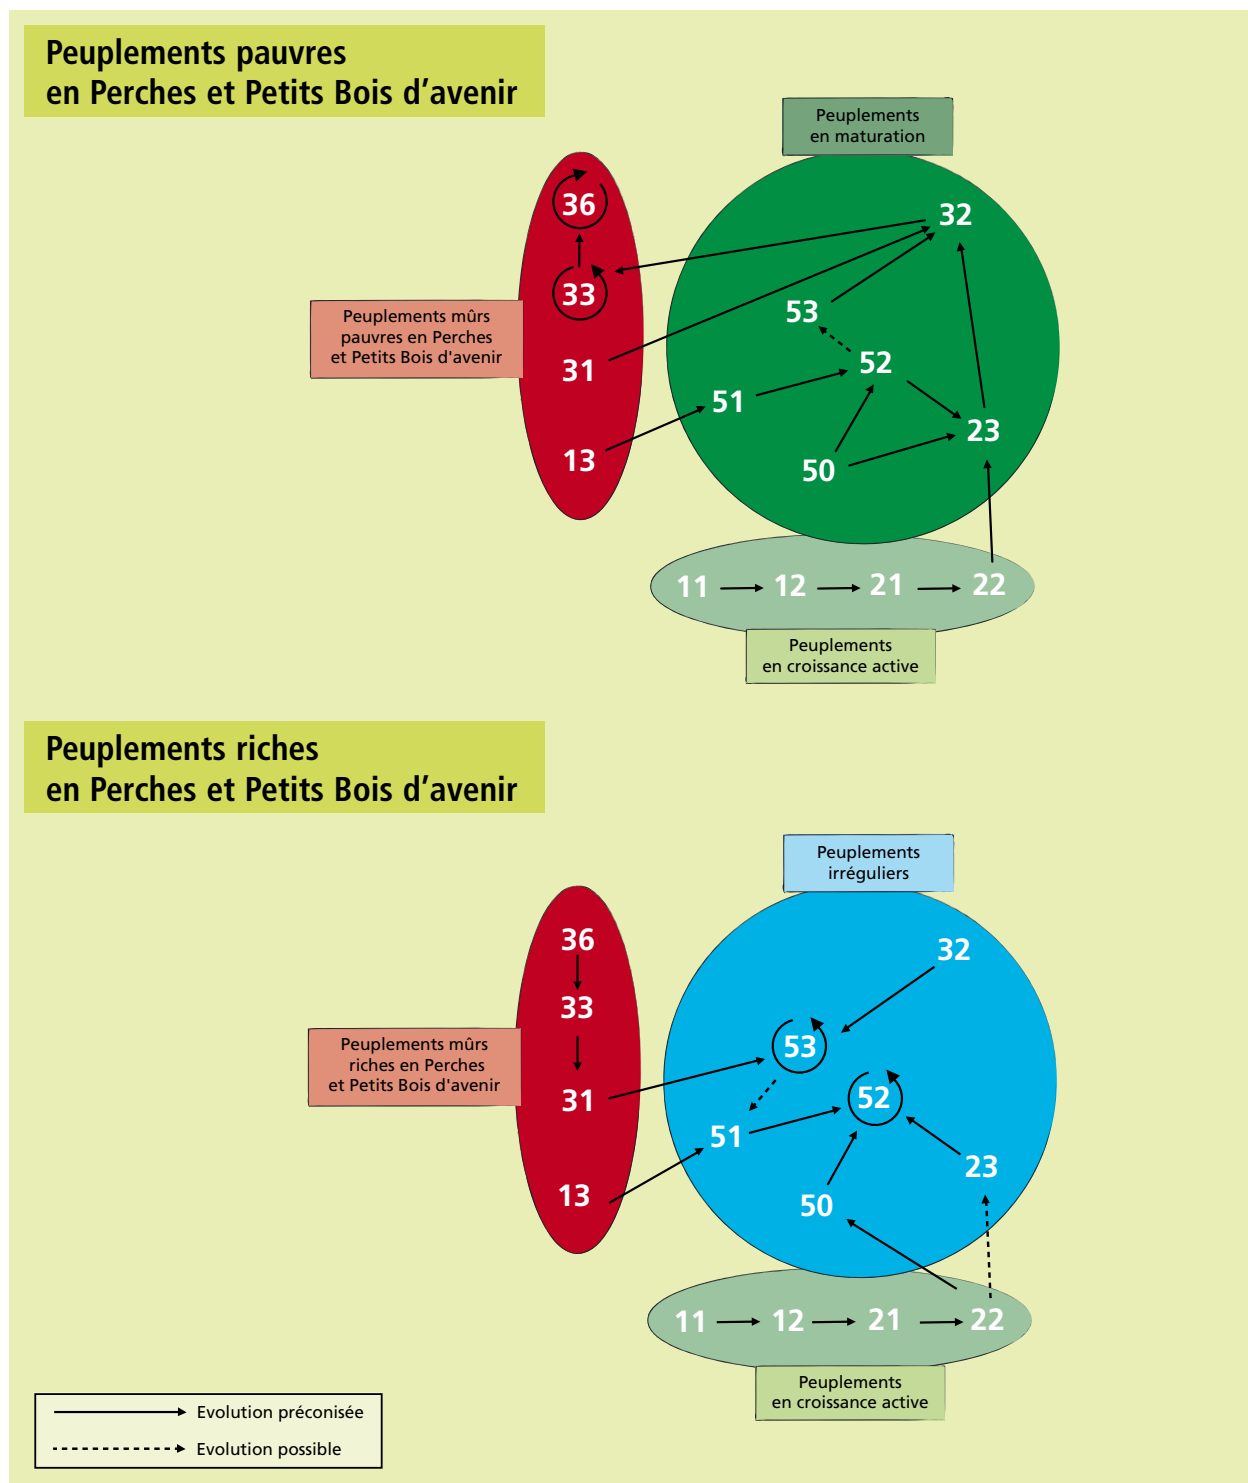 Peuplements pauvres
en Perches et Petits Bois d’avenir
Peuplements
en maturation
36
32
33
53
Peuplements mûrs
pauvres en Perches
et Petits Bois d'avenir
31
52
51
23
13
50
11
12
21
22
Peuplements
en croissance active
Peuplements riches
en Perches et Petits Bois d’avenir
Peuplements
irréguliers
36
32
33
53
Peuplements mûrs
riches en Perches
et Petits Bois d'avenir
31
52
51
23
13
50
11
12
21
22
Peuplements
en croissance active
Evolution préconisée
Evolution possible